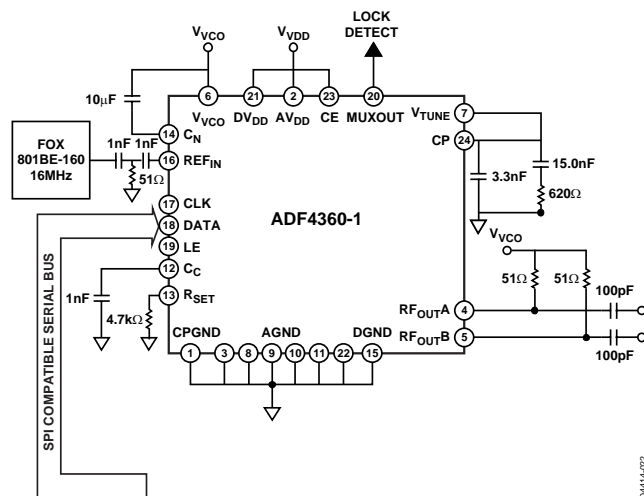 LOCK
DETECT
VVCO
VVDD
10µF
6
21
2
23
20
VVCO
DVDD
AVDD
CE
MUXOUT
VTUNE
7
14
CN
CP
24
FOX
801BE-160
16MHz
1nF
1nF
16
REFIN
51Ω
3.3nF
15.0nF
620Ω
17
CLK
18
DATA
19
LE
ADF4360-1
SPI COMPATIBLE SERIAL BUS
12
CC
1nF
13
RSET
4.7kΩ
VVCO
51Ω
51Ω
100pF
RFOUTA
4
RFOUTB
5
100pF
CPGND
AGND
DGND
1
3
8
9
10
11
22
15